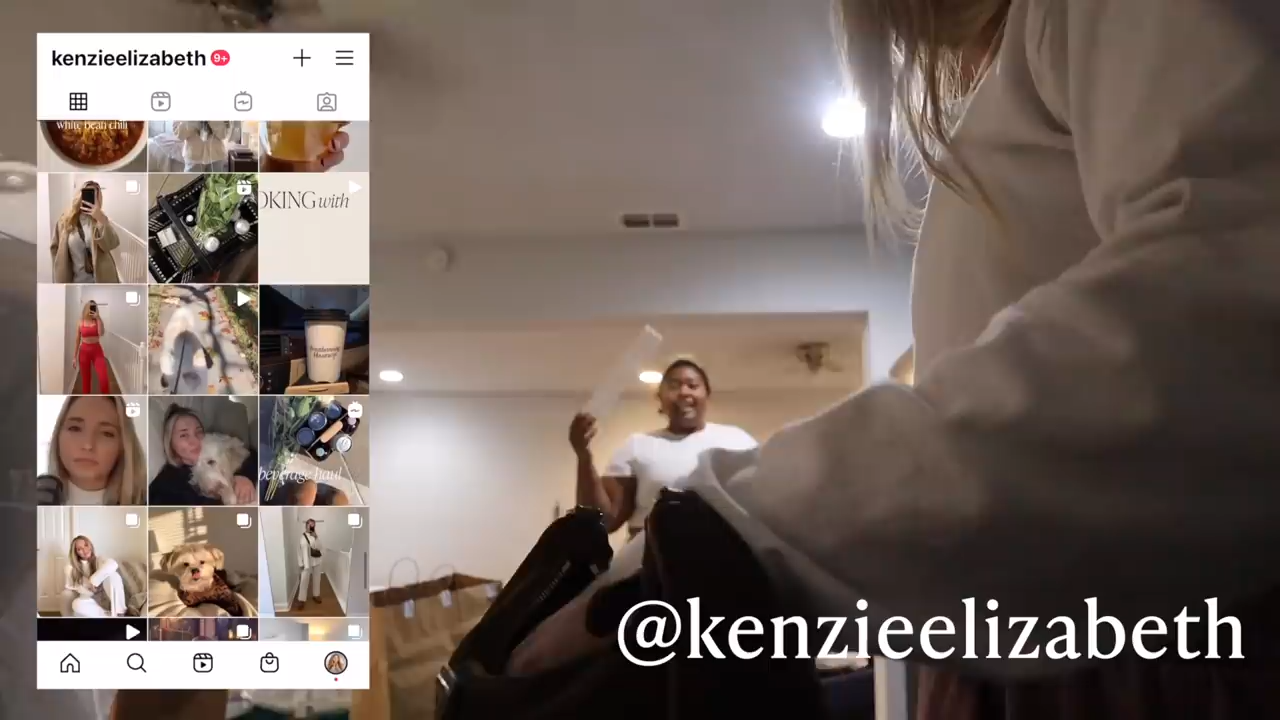 kenzieelizabeth 9+
white bean chili
OKING with
beverage haul
@kenzieelizabeth